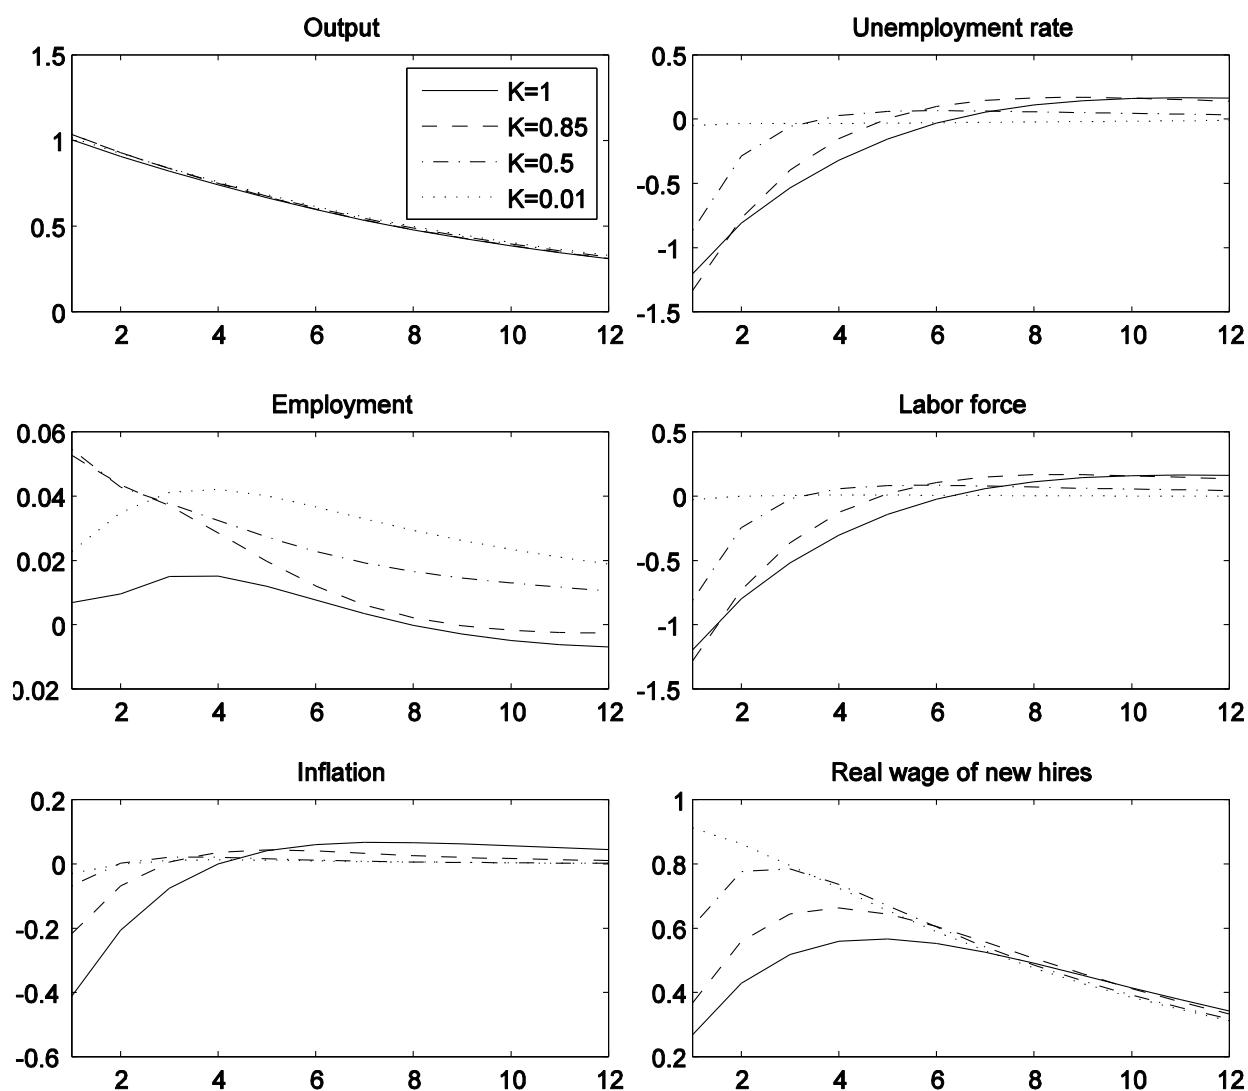 Output
1.5
1
0.5
0
2 4 6 8 10 12
K=1
K=0.85
K=0.5
K=0.01
Unemployment rate
0.5
0
-0.5
-1
-1.5
2 4 6 8 10 12
Employment
0.06
0.04
0.02
0
0.02
2 4 6 8 10 12
Labor force
0.5
0
-0.5
-1
-1.5
2 4 6 8 10 12
Inflation
0.2
0
-0.2
-0.4
-0.6
2 4 6 8 10 12
Real wage of new hires
1
0.8
0.6
0.4
0.2
2 4 6 8 10 12